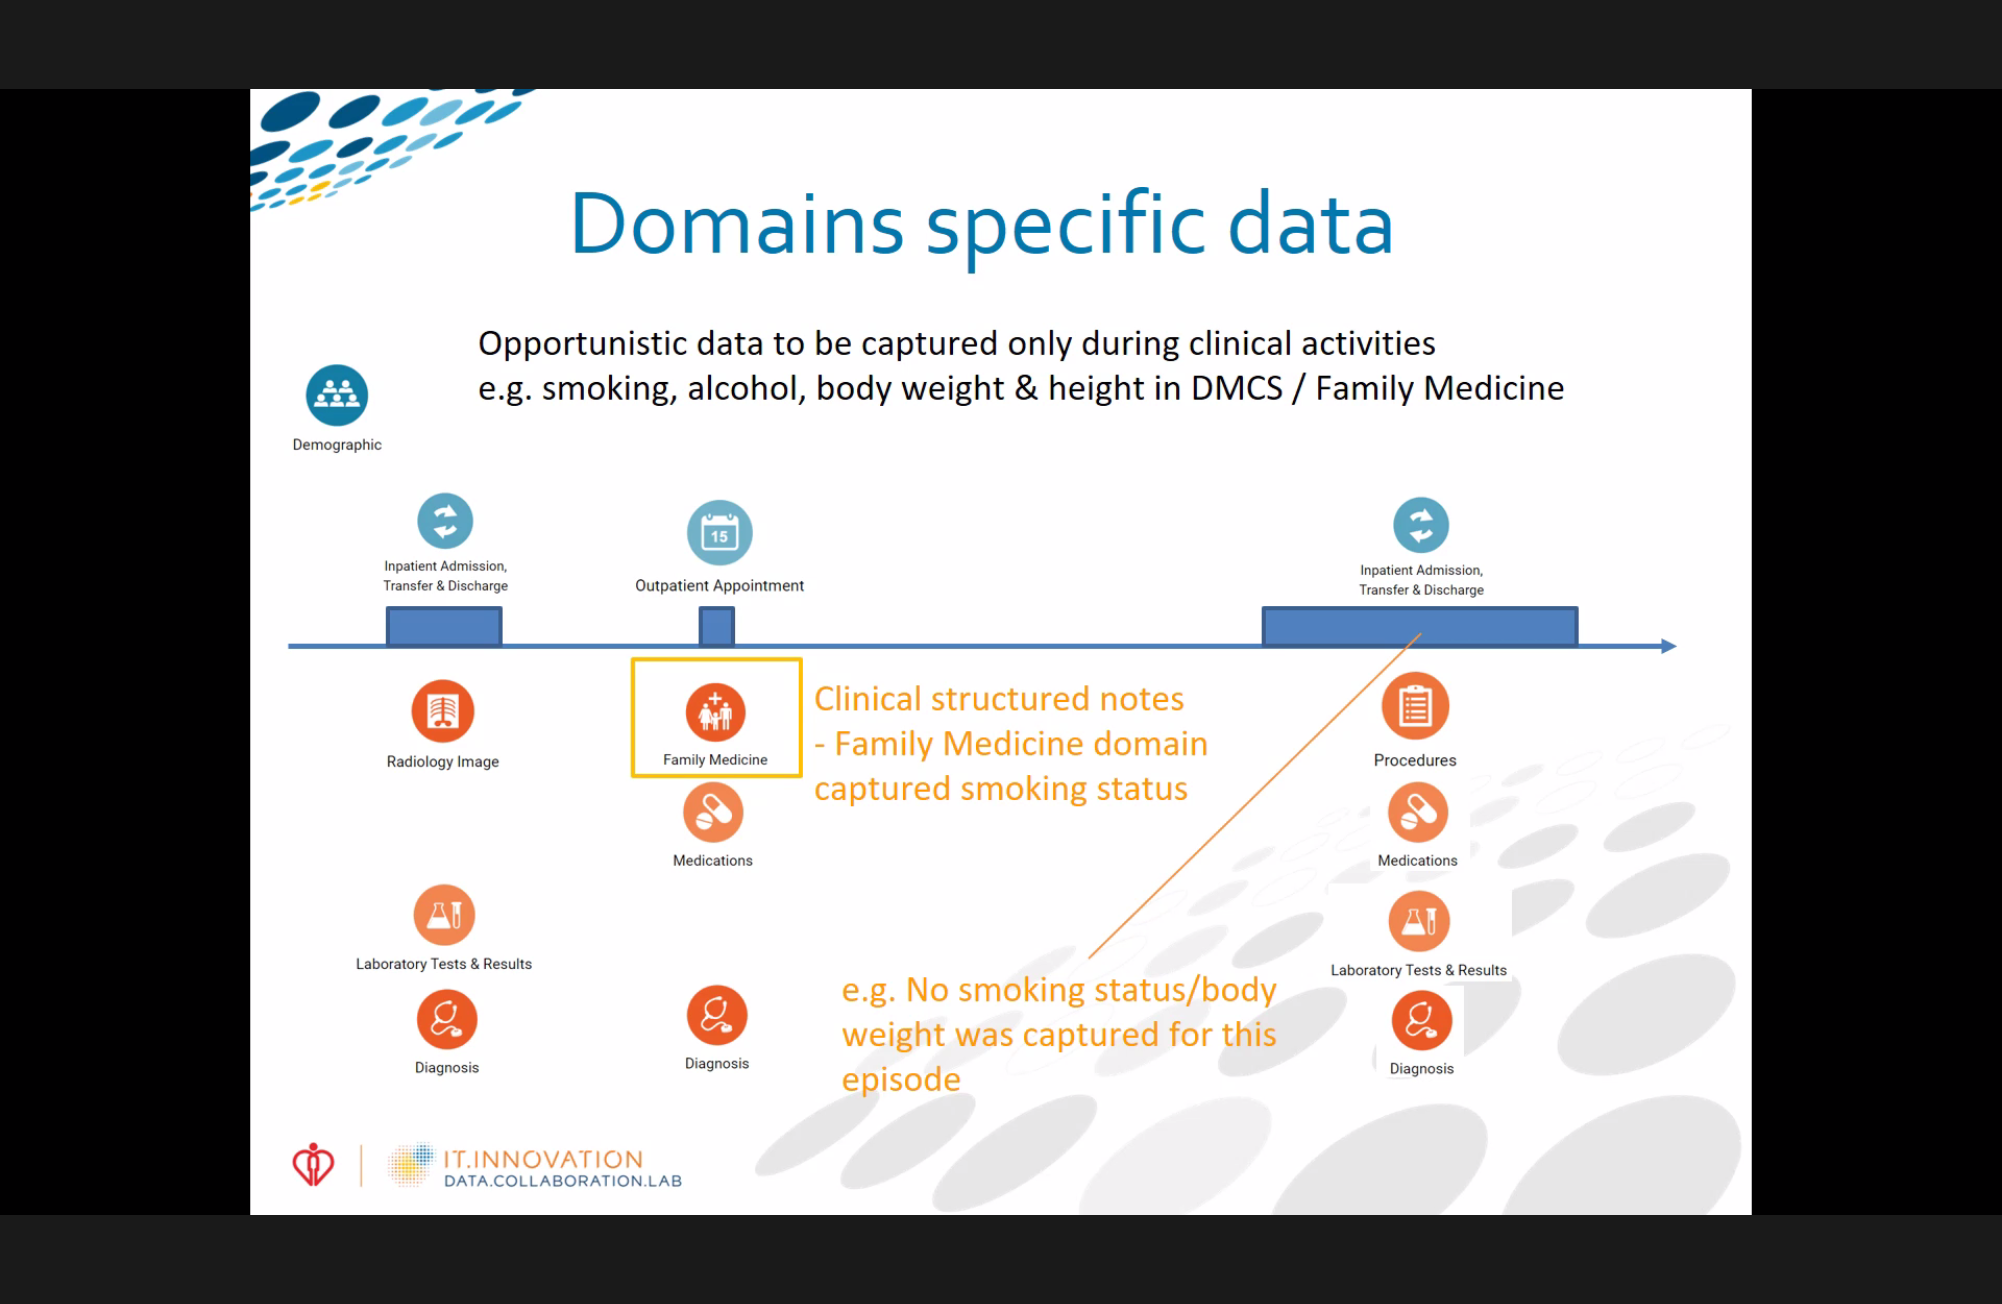 Domains specific data
Opportunistic data to be captured only during clinical activities
e.g. smoking, alcohol, body weight & height in DMCS / Family Medicine
Demographic
Inpatient Admission,
Transfer & Discharge
15
Outpatient Appointment
Inpatient Admission,
Transfer & Discharge
Radiology Image
Family Medicine
Clinical structured notes
- Family Medicine domain
captured smoking status
Procedures
Medications
Medications
Laboratory Tests & Results
Laboratory Tests & Results
e.g. No smoking status/body
weight was captured for this
episode
Diagnosis
Diagnosis
Diagnosis
IT.INNOVATION
DATA.COLLABORATION.LAB